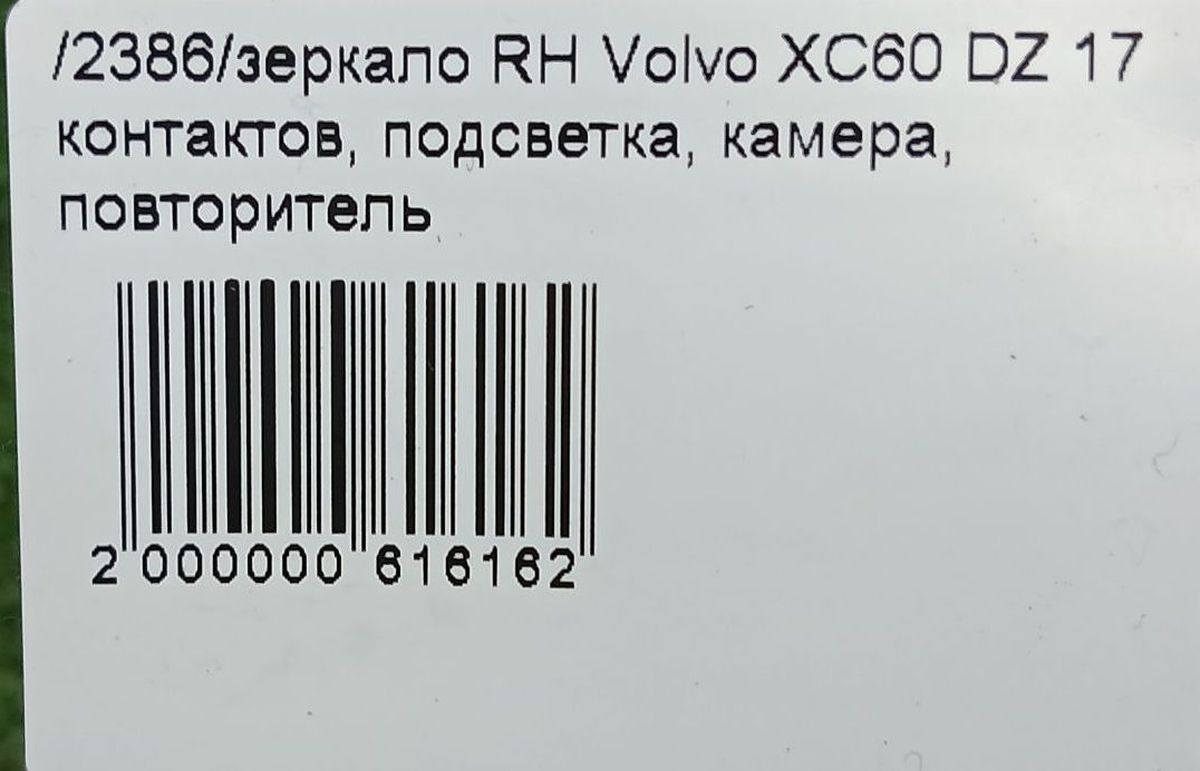 /2386/зеркало RH Volvo XC60 DZ 17
контактов, подсветка, камера,
повторитель
2 000000 616162